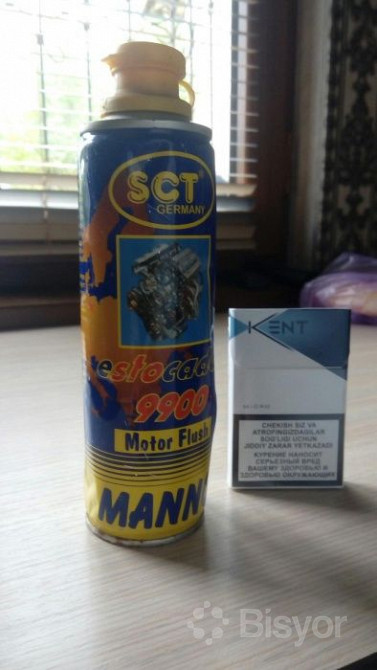 SCT
GERMANY
estocad
9900
Motor Flush
MANN
KENT
CHEKISH SIZ VA
ATROFINGIZDAGILAR
SOG'LIGI UCHUN
JIDDIY ZARAR YETKAZADI
КУРЕНИЕ НАНОСИТ
СЕРЬЕЗНЫЙ ВРЕД
ВАШЕМУ ЗДОРОВЬЮ И
ЗДОРОВЬЮ ОКРУЖАЮЩИХ
Bisyor